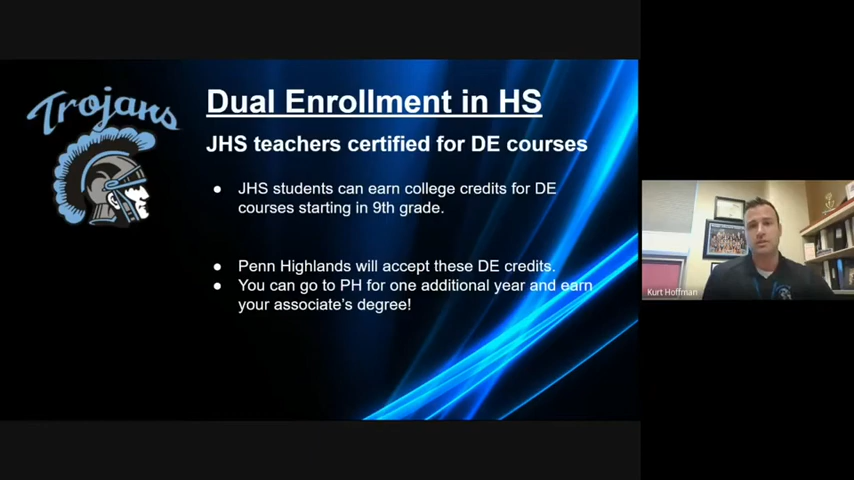 Trojans
Dual Enrollment in HS
JHS teachers certified for DE courses
● JHS students can earn college credits for DE
courses starting in 9th grade.
● Penn Highlands will accept these DE credits.
● You can go to PH for one additional year and earn
your associate's degree!
Kurt Hoffman